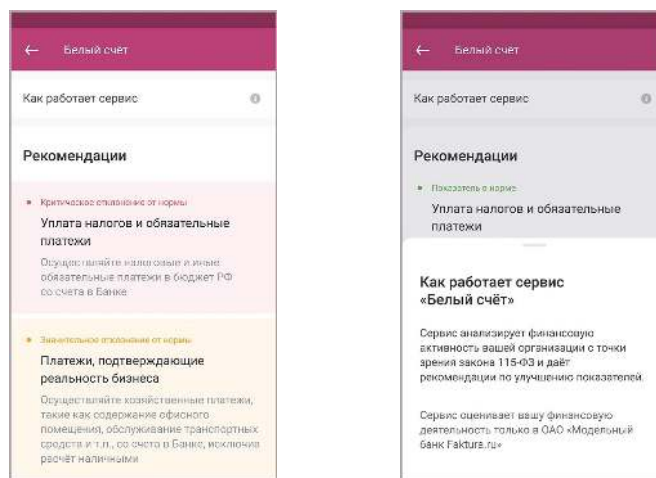 Белый счёт
Как работает сервис
Рекомендации
Критическое отклонение от нормы
Уплата налогов и обязательные
платежи
Осуществляйте налоговые и иные
обязательные платежи в бюджет РФ
со счета в Банке
Значительное отклонение от нормы
Платежи, подтверждающие
реальность бизнеса
Осуществляйте хозяйственные платежи,
такие как содержание офисного
помещения, обслуживание транспортных
средств и т.п., со счета в Банке, исключив
расчёт наличными
Белый счёт
Как работает сервис
Рекомендации
Показатель в норме
Уплата налогов и обязательные
платежи
Как работает сервис
«Белый счёт»
Сервис анализирует финансовую
активность вашей организации с точки
зрения закона 115-ФЗ и даёт
рекомендации по улучшению показателей.
Сервис оценивает вашу финансовую
деятельность только в ОАО «Модельный
банк Faktura.ru»